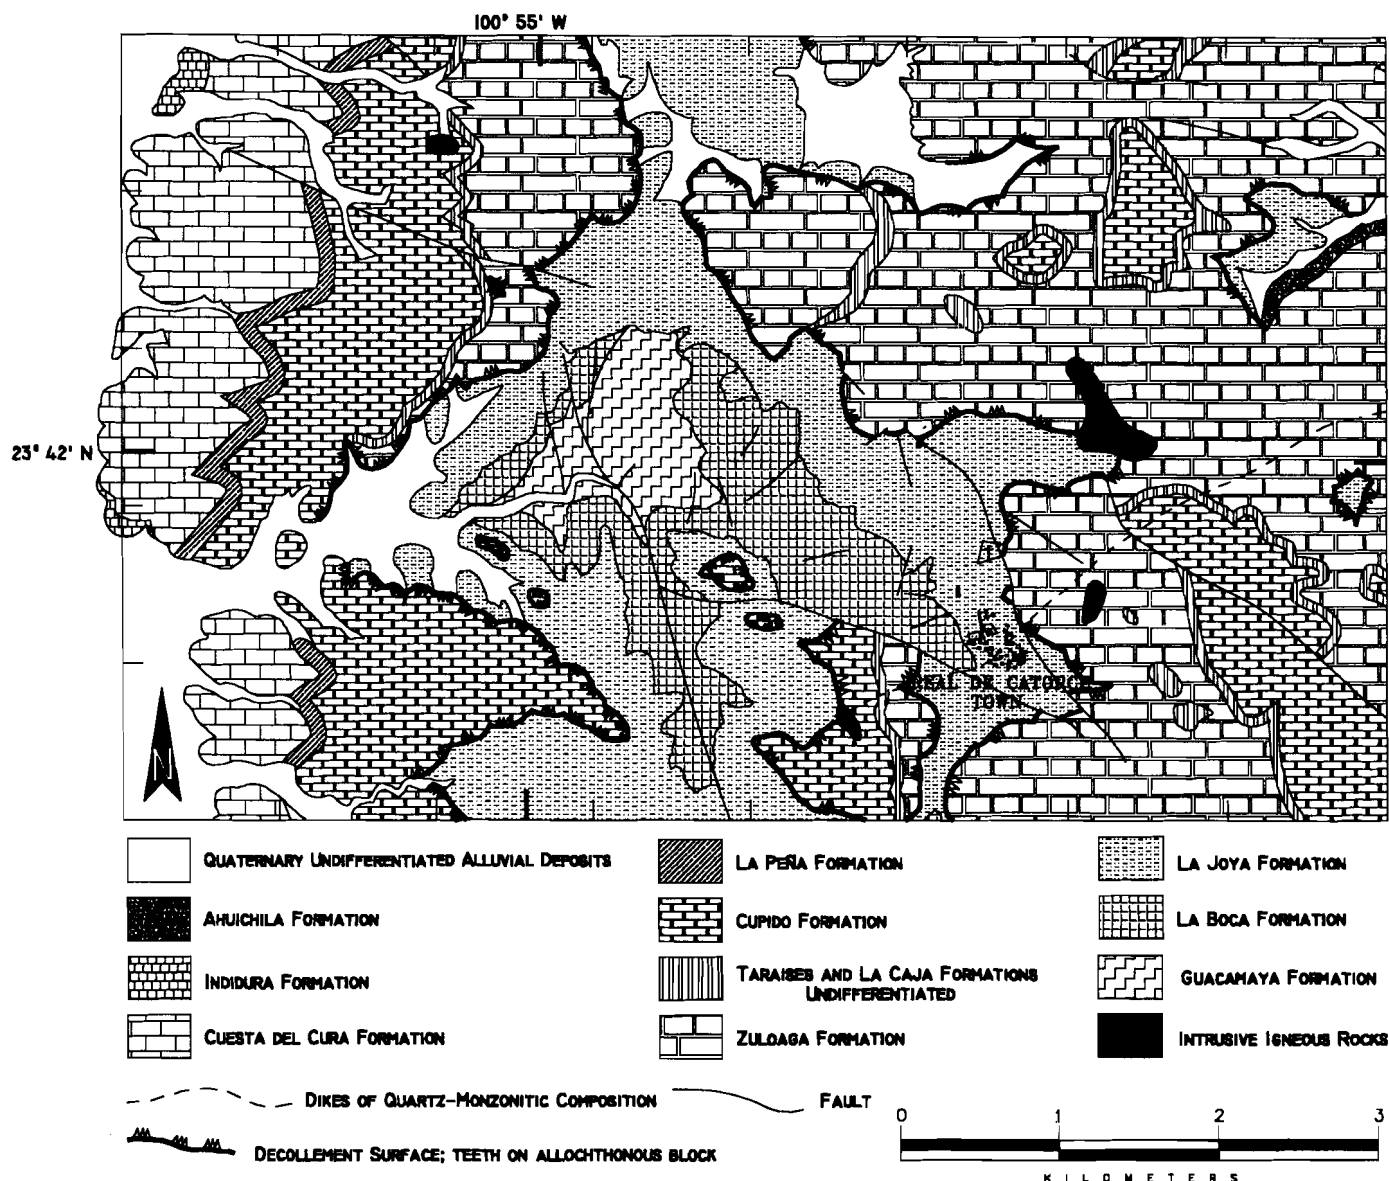 100° 55' W
23° 42' N
REAL DE CATORCE
TOWN
N
QUATERNARY UNDIFFERENTIATED ALLUVIAL DEPOSITS
AHUICHILA FORMATION
INDIDURA FORMATION
CUESTA DEL CURA FORMATION
LA PEÑA FORMATION
CUPIDO FORMATION
TARAISES AND LA CAJA FORMATIONS
UNDIFFERENTIATED
ZULOAGA FORMATION
LA JOYA FORMATION
LA BOCA FORMATION
GUACAMAYA FORMATION
INTRUSIVE IGNEOUS ROCKS
DIKES OF QUARTZ-MONZONITIC COMPOSITION
FAULT
DECOLLEMENT SURFACE; TEETH ON ALLOCHTHONOUS BLOCK
0 1 2 3
KILOMETERS